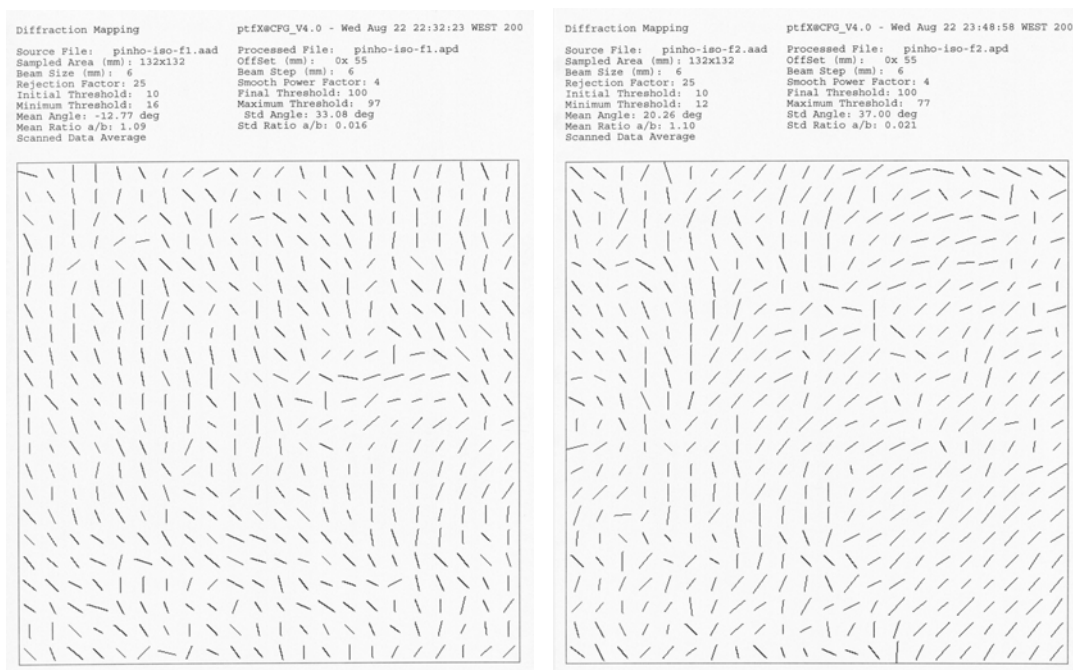 Diffraction Mapping ptfX@CFG_V4.0 - Wed Aug 22 22:32:23 WEST 200
Source File: pinho-iso-f1.aad Processed File: pinho-iso-f1.apd
Sampled Area (mm): 132x132 OffSet (mm): 0x 55
Beam Size (mm): 6 Beam Step (mm): 6
Rejection Factor: 25 Smooth Power Factor: 4
Initial Threshold: 10 Final Threshold: 100
Minimum Threshold: 16 Maximum Threshold: 97
Mean Angle: -12.77 deg Std Angle: 33.08 deg
Mean Ratio a/b: 1.09 Std Ratio a/b: 0.016
Scanned Data Average
Diffraction Mapping ptfX@CFG_V4.0 - Wed Aug 22 23:48:58 WEST 200
Source File: pinho-iso-f2.aad Processed File: pinho-iso-f2.apd
Sampled Area (mm): 132x132 OffSet (mm): 0x 55
Beam Size (mm): 6 Beam Step (mm): 6
Rejection Factor: 25 Smooth Power Factor: 4
Initial Threshold: 10 Final Threshold: 100
Minimum Threshold: 12 Maximum Threshold: 77
Mean Angle: 20.26 deg Std Angle: 37.00 deg
Mean Ratio a/b: 1.10 Std Ratio a/b: 0.021
Scanned Data Average